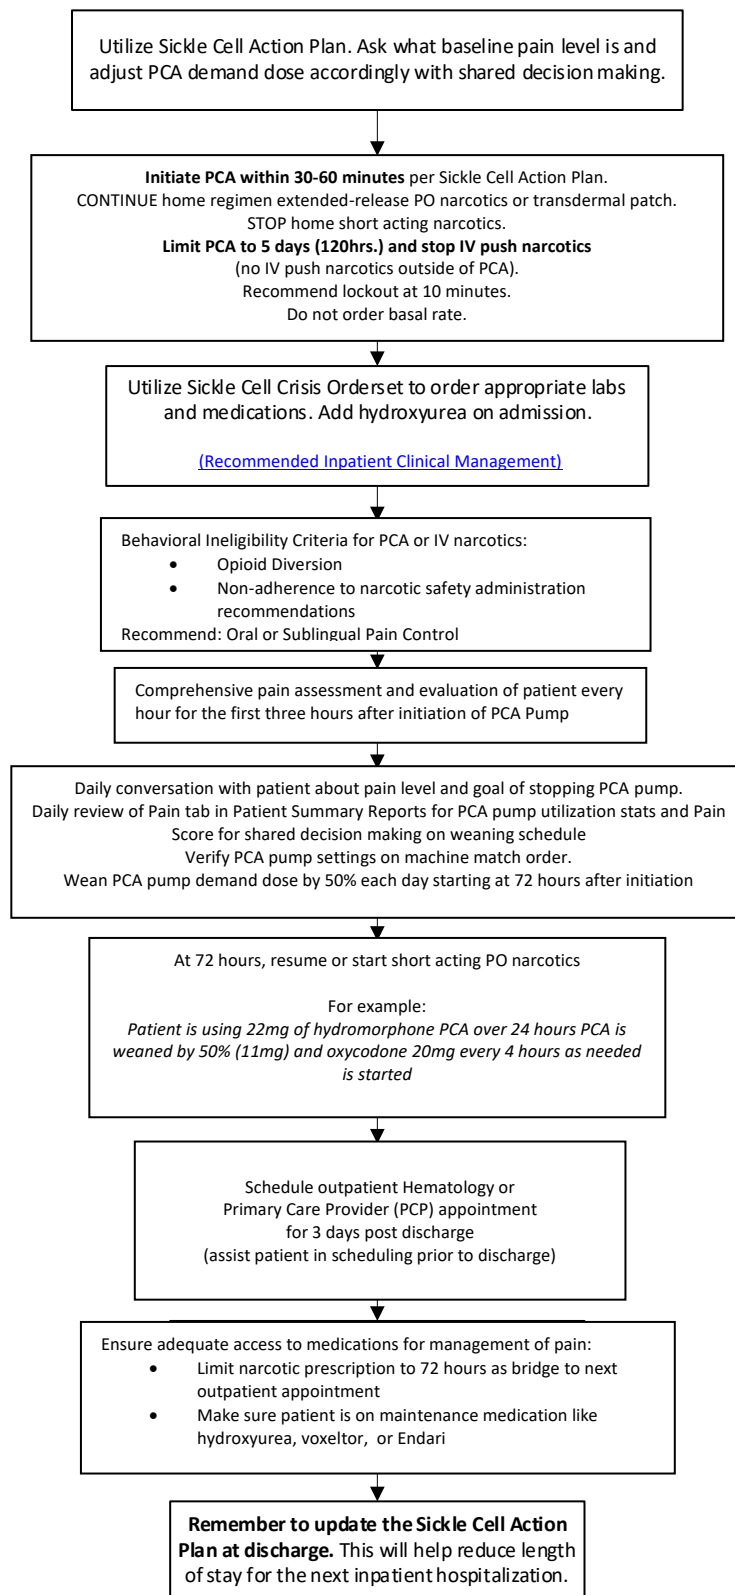 Utilize Sickle Cell Action Plan. Ask what baseline pain level is and
adjust PCA demand dose accordingly with shared decision making.
Initiate PCA within 30-60 minutes per Sickle Cell Action Plan.
CONTINUE home regimen extended-release PO narcotics or transdermal patch.
STOP home short acting narcotics.
Limit PCA to 5 days (120hrs.) and stop IV push narcotics
(no IV push narcotics outside of PCA).
Recommend lockout at 10 minutes.
Do not order basal rate.
Utilize Sickle Cell Crisis Orderset to order appropriate labs
and medications. Add hydroxyurea on admission.
(Recommended Inpatient Clinical Management)
Behavioral Ineligibility Criteria for PCA or IV narcotics:
• Opioid Diversion
• Non-adherence to narcotic safety administration
recommendations
Recommend: Oral or Sublingual Pain Control
Comprehensive pain assessment and evaluation of patient every
hour for the first three hours after initiation of PCA Pump
Daily conversation with patient about pain level and goal of stopping PCA pump.
Daily review of Pain tab in Patient Summary Reports for PCA pump utilization stats and Pain
Score for shared decision making on weaning schedule
Verify PCA pump settings on machine match order.
Wean PCA pump demand dose by 50% each day starting at 72 hours after initiation
At 72 hours, resume or start short acting PO narcotics
For example:
Patient is using 22mg of hydromorphone PCA over 24 hours PCA is
weaned by 50% (11mg) and oxycodone 20mg every 4 hours as needed
is started
Schedule outpatient Hematology or
Primary Care Provider (PCP) appointment
for 3 days post discharge
(assist patient in scheduling prior to discharge)
Ensure adequate access to medications for management of pain:
• Limit narcotic prescription to 72 hours as bridge to next
outpatient appointment
• Make sure patient is on maintenance medication like
hydroxyurea, voxeltor, or Endari
Remember to update the Sickle Cell Action
Plan at discharge. This will help reduce length
of stay for the next inpatient hospitalization.